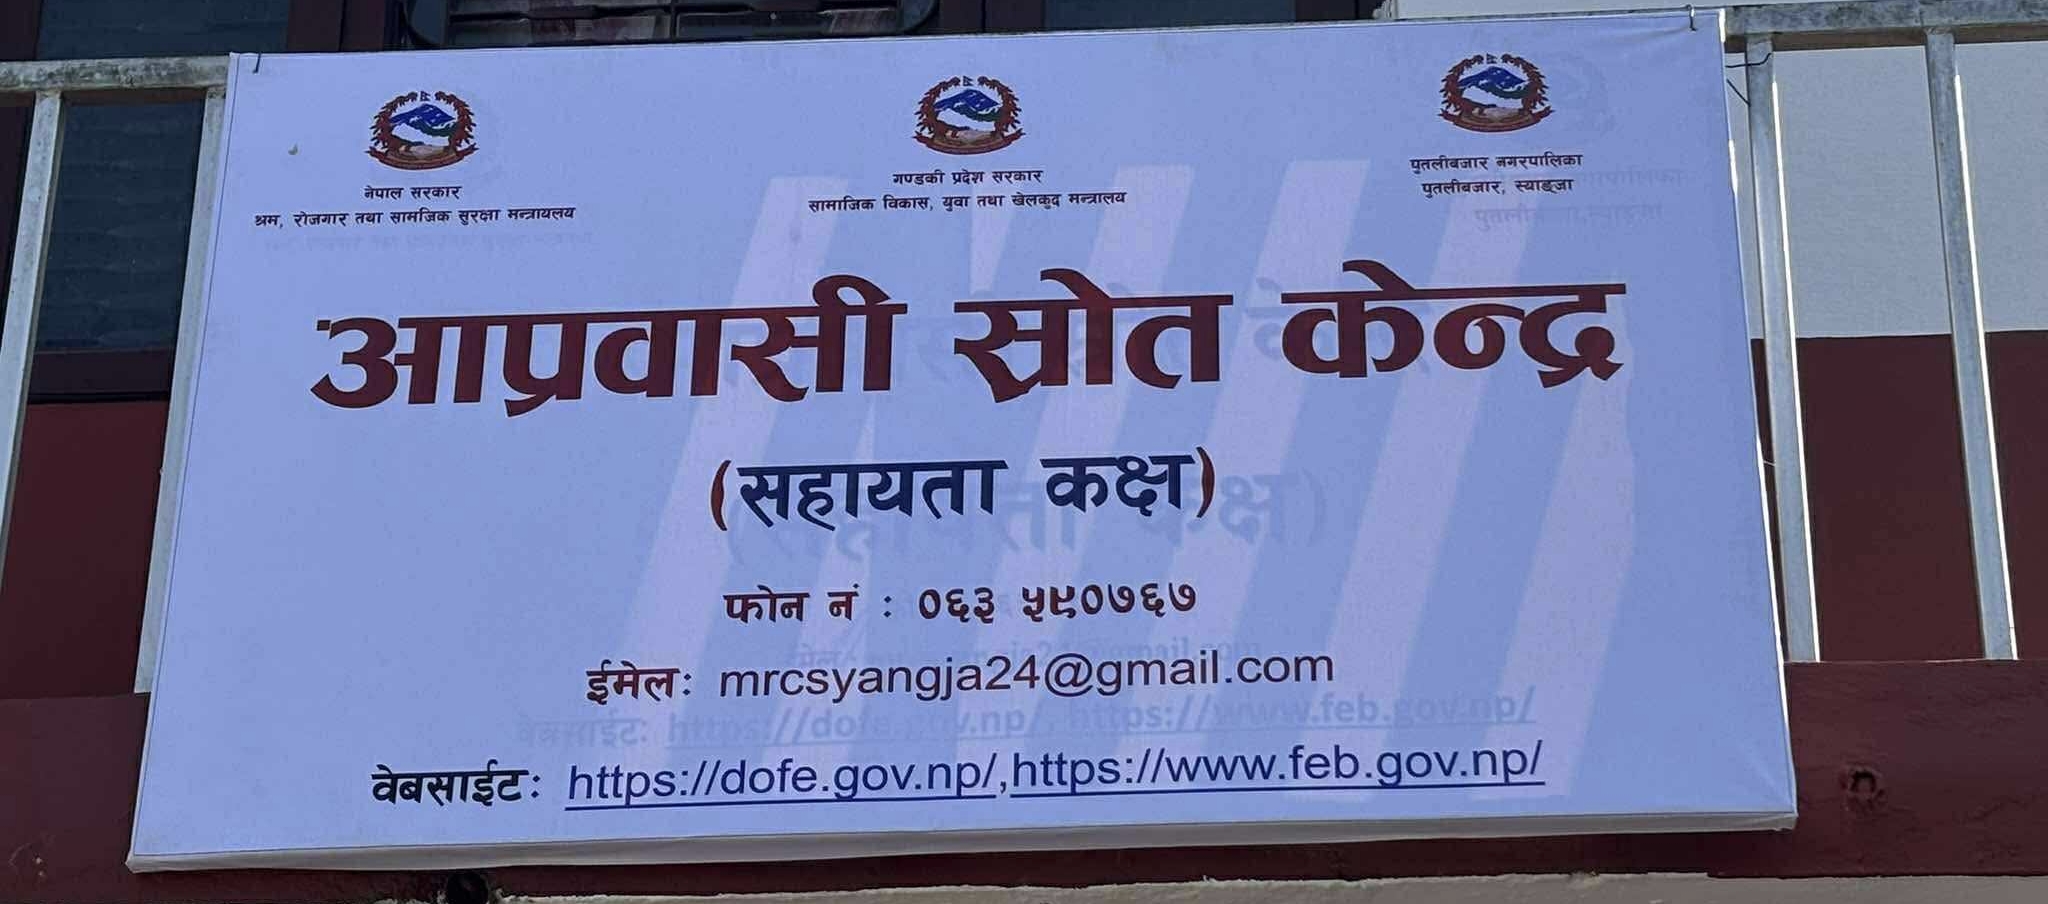 नेपाल सरकार
श्रम, रोजगार तथा सामजिक सुरक्षा मन्त्रायलय
गण्डकी प्रदेश सरकार
सामाजिक विकास, युवा तथा खेलकुद मन्त्रालय
पुतलीबजार नगरपालिका
पुतलीबजार, स्याङ्जा
आप्रवासी स्रोत केन्द्र
(सहायता कक्ष)
फोन नं : ०६३ ५९०७६७
ईमेल: mrcsyangja24@gmail.com
वेबसाईट: https://dofe.gov.np/,https://www.feb.gov.np/